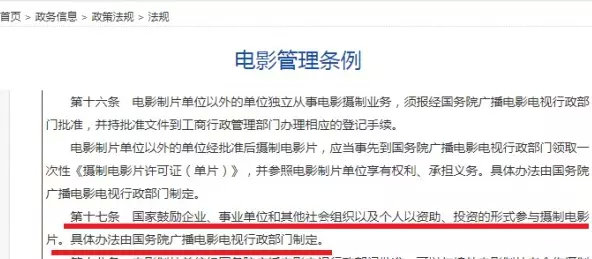 首页 > 政务信息 > 政策法规 > 法规
电影管理条例
第十六条 电影制片单位以外的单位独立从事电影摄制业务，须报经国务院广播电影电视行政部
门批准，并持批准文件到工商行政管理部门办理相应的登记手续。
电影制片单位以外的单位经批准后摄制电影片，应当事先到国务院广播电影电视行政部门领取一
次性《摄制电影片许可证（单片）》，并参照电影制片单位享有权利、承担义务。具体办法由国务院
广播电影电视行政部门制定。
第十七条 国家鼓励企业、事业单位和其他社会组织以及个人以资助、投资的形式参与摄制电影
片。具体办法由国务院广播电影电视行政部门制定。